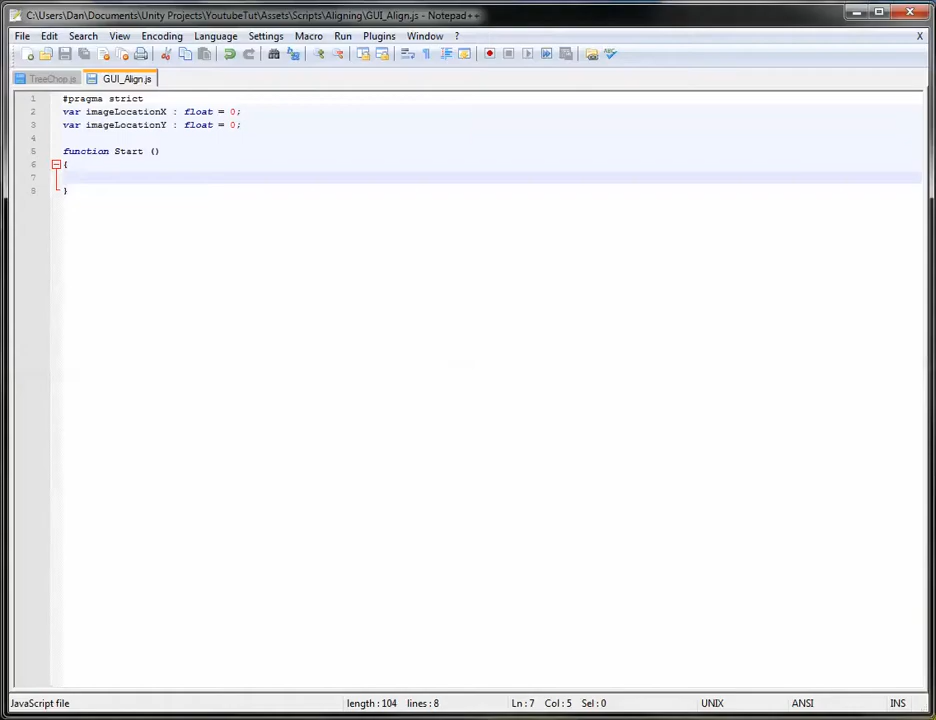 C:\Users\Dan\Documents\Unity Projects\YoutubeTut\Assets\Scripts\Aligning\GUI_Align.js - Notepad++
File Edit Search View Encoding Language Settings Macro Run Plugins Window ? X
TreeChop.js GUI_Align.js
1 #pragma strict
2 var imageLocationX : float = 0;
3 var imageLocationY : float = 0;
4
5 function Start ()
6 {
7
8 }
JavaScript file length : 104 lines : 8 Ln : 7 Col : 5 Sel : 0 UNIX ANSI INS